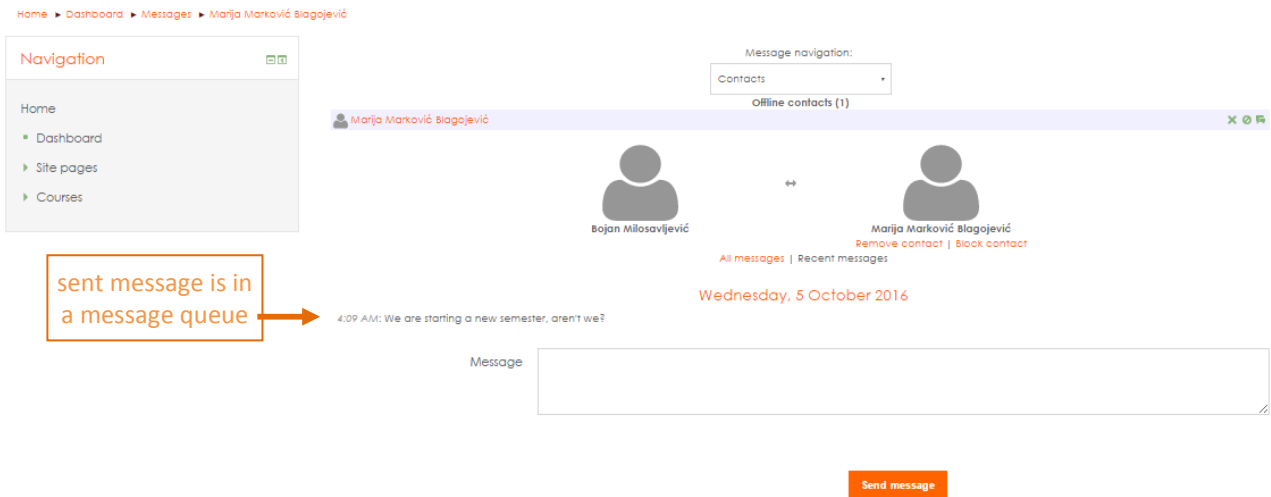 Home ► Dashboard ► Messages ► Marija Marković Blagojević
Navigation
Home
Dashboard
Site pages
Courses
Message navigation:
Contacts
Offline contacts (1)
Marija Marković Blagojević
Bojan Milosavljević
Marija Marković Blagojević
Remove contact | Block contact
All messages | Recent messages
Wednesday, 5 October 2016
sent message is in
a message queue
4:09 AM: We are starting a new semester, aren't we?
Message
Send message